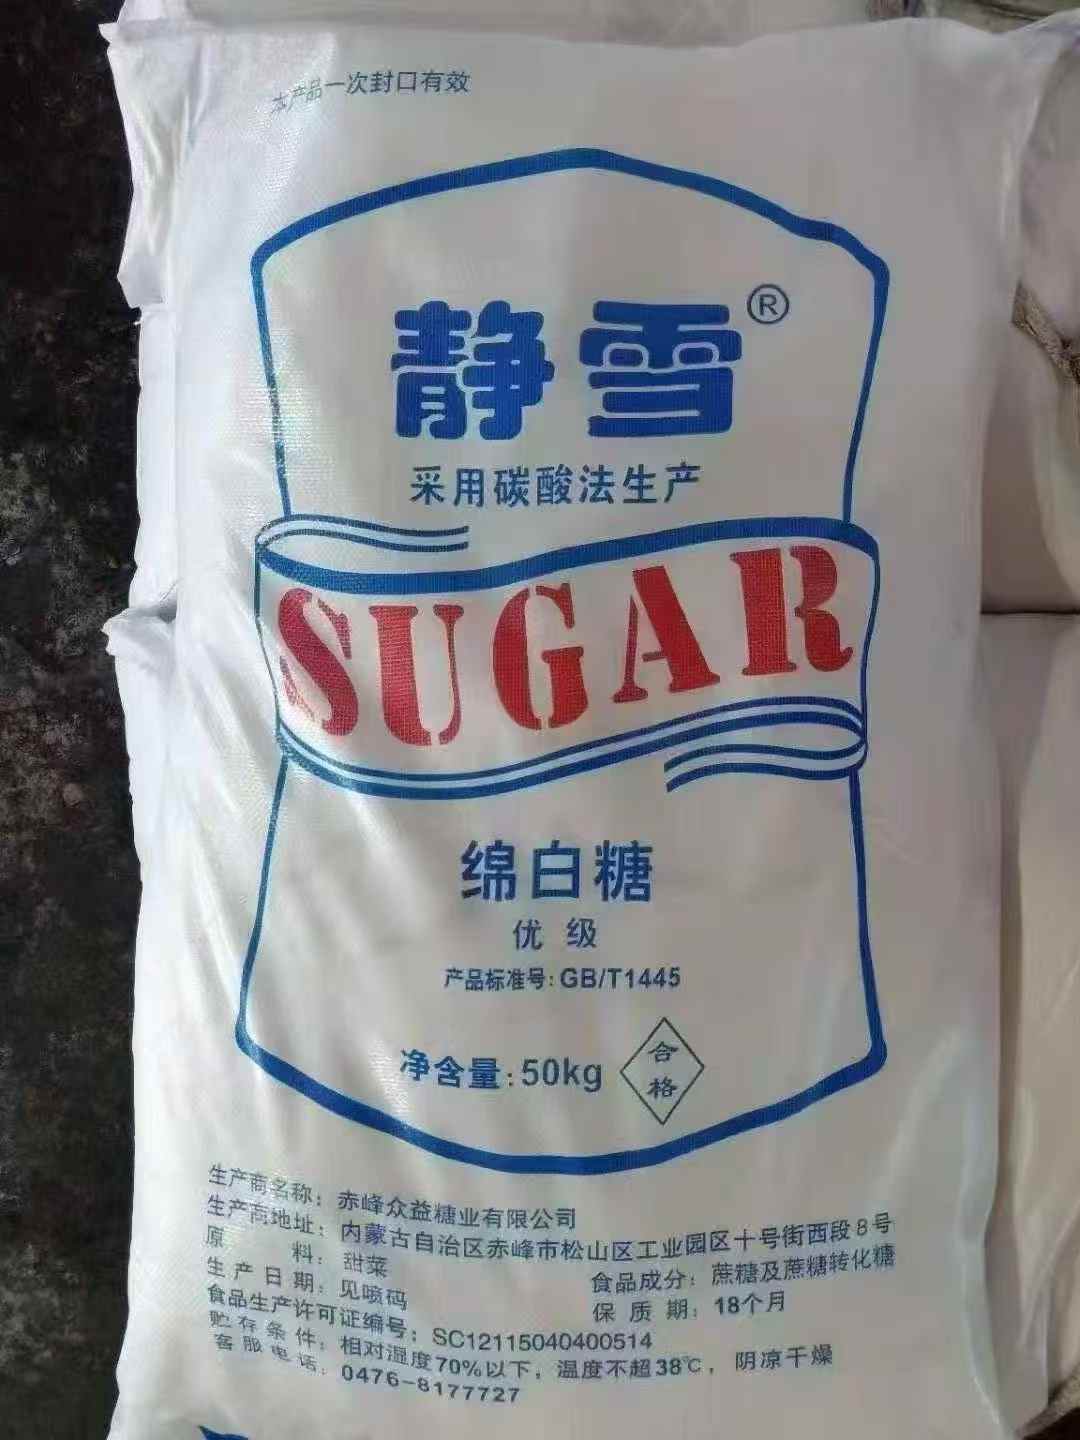 本产品一次封口有效
静雪®
采用碳酸法生产
SUGAR
绵白糖
优级
产品标准号:GB/T1445
净含量:50kg
合格
生产商名称:赤峰众益糖业有限公司
生产商地址:内蒙古自治区赤峰市松山区工业园区十号街西段8号
原料:甜菜
食品成分:蔗糖及蔗糖转化糖
生产日期:见喷码
保质期:18个月
食品生产许可证编号:SC12115040400514
贮存条件:相对湿度70%以下,温度不超38℃,阴凉干燥
客服电话:0476-8177727